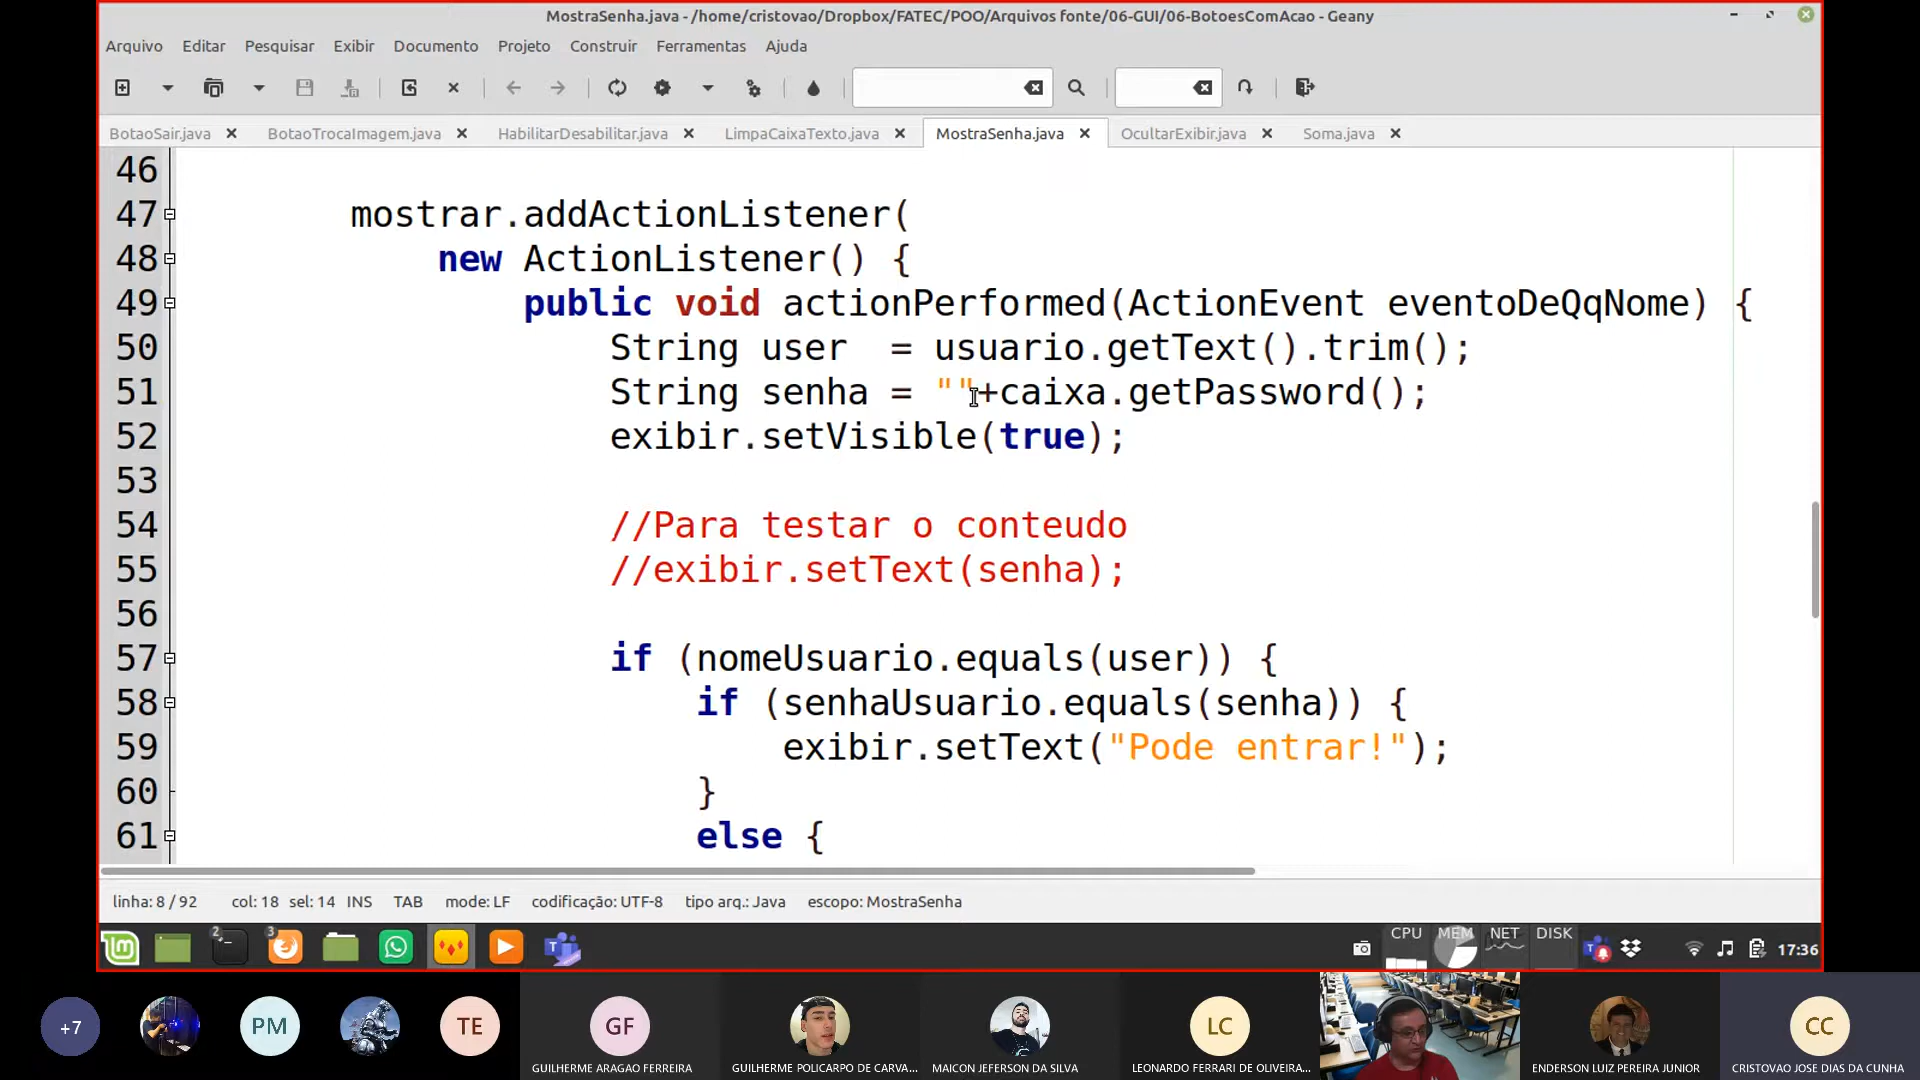 MostraSenha.java - /home/cristovao/Dropbox/FATEC/POO/Arquivos fonte/06-GUI/06-BotoesComAcao - Geany
Arquivo Editar Pesquisar Exibir Documento Projeto Construir Ferramentas Ajuda
BotaoSair.java BotaoTrocaImagem.java HabilitarDesabilitar.java LimpaCaixaTexto.java MostraSenha.java OcultarExibir.java Soma.java
46
47 mostrar.addActionListener(
48 new ActionListener() {
49 public void actionPerformed(ActionEvent eventoDeQqNome) {
50 String user  = usuario.getText().trim();
51 String senha = ""+caixa.getPassword();
52 exibir.setVisible(true);
53
54 //Para testar o conteudo
55 //exibir.setText(senha);
56
57 if (nomeUsuario.equals(user)) {
58 if (senhaUsuario.equals(senha)) {
59 exibir.setText("Pode entrar!");
60 }
61 else {
linha: 8 / 92 col: 18 sel: 14 INS TAB mode: LF codificação: UTF-8 tipo arq.: Java escopo: MostraSenha
2 3 CPU MEM NET DISK 17:36
+7 PM TE GF LC CC
GUILHERME ARAGAO FERREIRA GUILHERME POLICARPO DE CARVA... MAICON JEFERSON DA SILVA LEONARDO FERRARI DE OLIVEIRA... ENDERSON LUIZ PEREIRA JUNIOR CRISTOVAO JOSE DIAS DA CUNHA